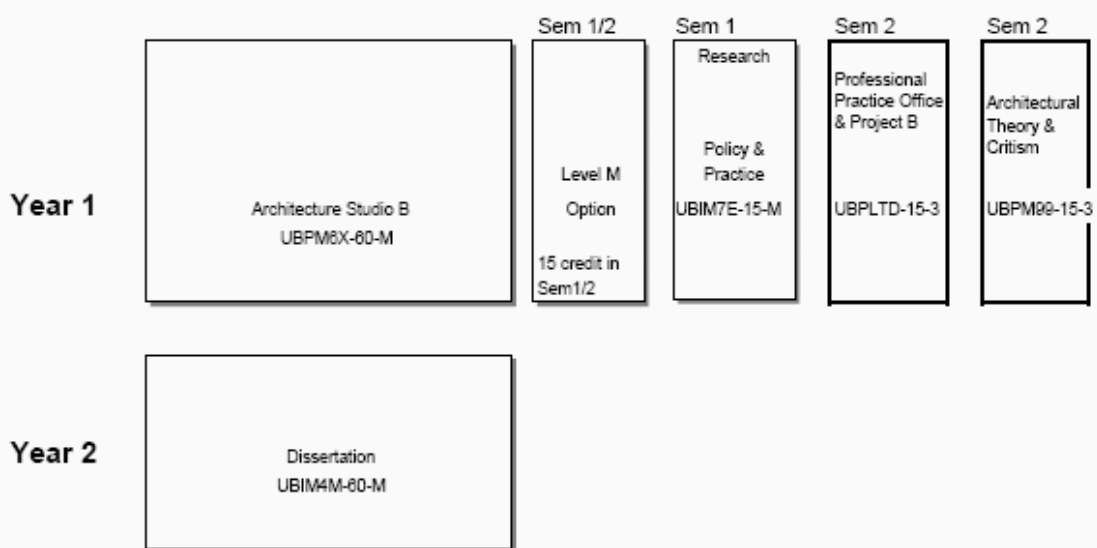 Sem 1/2
Sem 1
Sem 2
Sem 2
Year 1
Architecture Studio B
UBPM6X-60-M
Level M
Option
15 credit in
Sem1/2
Research
Policy &
Practice
UBIM7E-15-M
Professional
Practice Office
& Project B
UBPLTD-15-3
Architectural
Theory &
Critism
UBPM99-15-3
Year 2
Dissertation
UBIM4M-60-M